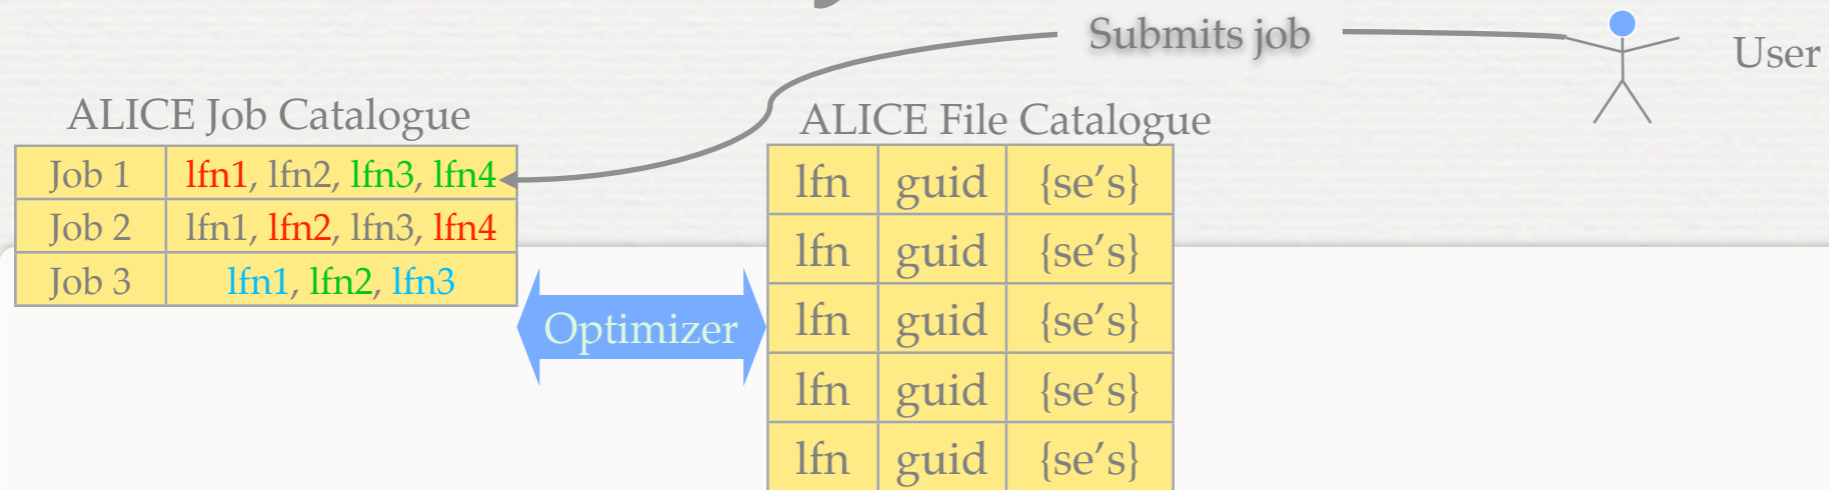 Submits job
User
ALICE Job Catalogue
Job 1 lfn1, lfn2, lfn3, lfn4
Job 2 lfn1, lfn2, lfn3, lfn4
Job 3 lfn1, lfn2, lfn3
Optimizer
ALICE File Catalogue
lfn guid {se’s}
lfn guid {se’s}
lfn guid {se’s}
lfn guid {se’s}
lfn guid {se’s}